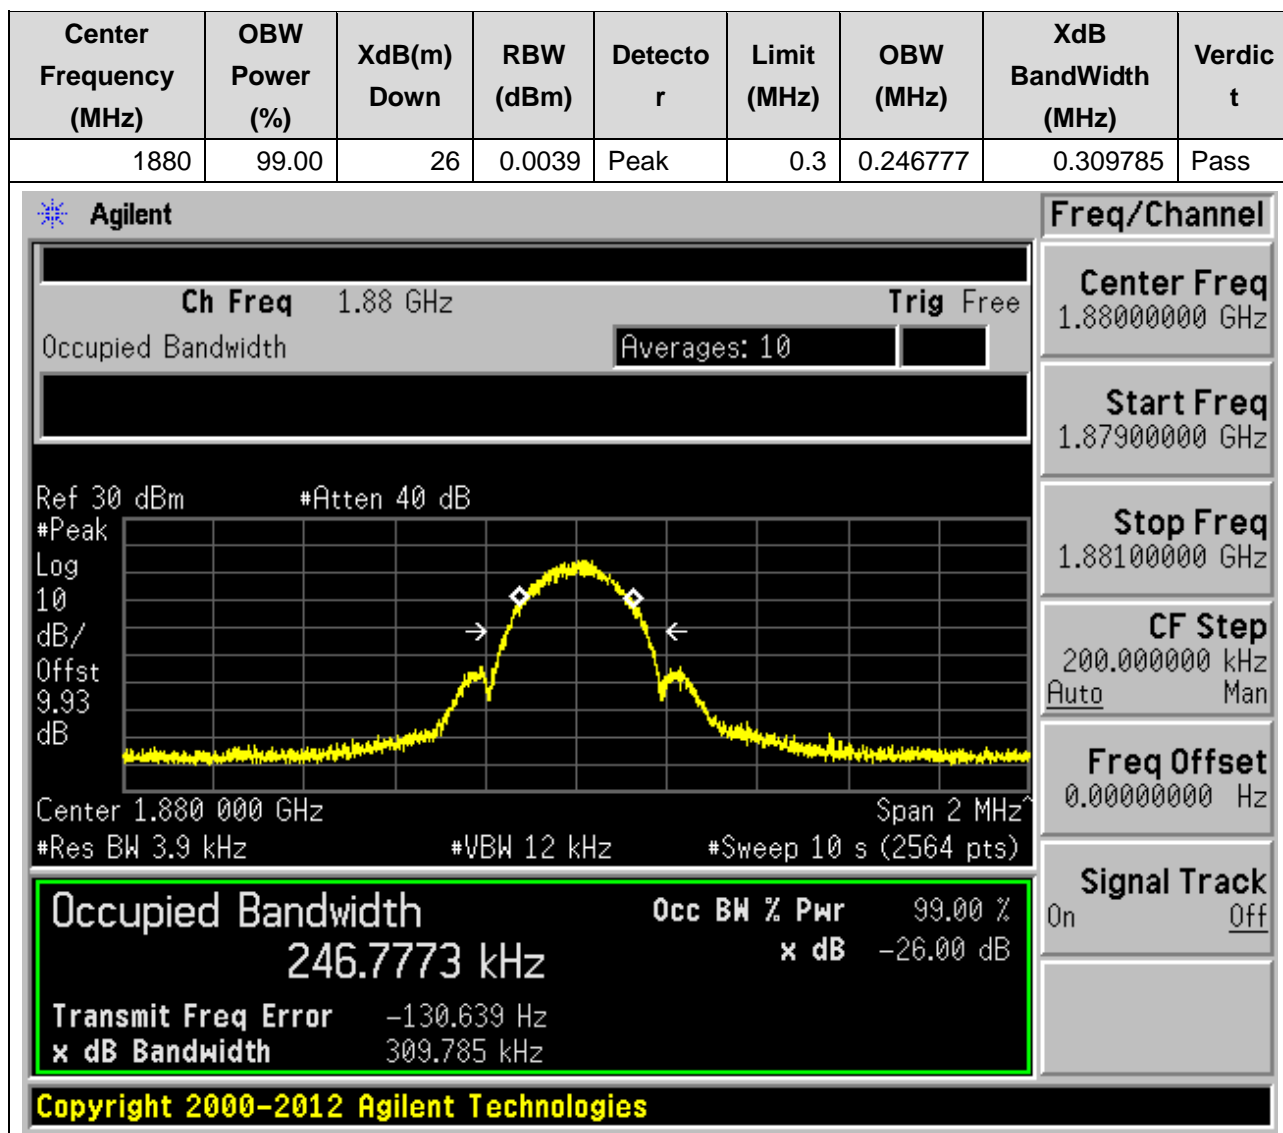 Center Frequency (MHz) OBW Power (%) XdB(m) Down RBW (dBm) Detecto r Limit (MHz) OBW (MHz) XdB BandWidth (MHz) Verdic t
1880 99.00 26 0.0039 Peak 0.3 0.246777 0.309785 Pass
Agilent
Freq/Channel
Ch Freq 1.88 GHz Trig Free
Occupied Bandwidth Averages: 10
Center Freq
1.88000000 GHz
Start Freq
1.87900000 GHz
Stop Freq
1.88100000 GHz
CF Step
200.000000 kHz
Auto Man
Freq Offset
0.00000000 Hz
Signal Track
On Off
Ref 30 dBm #Atten 40 dB
#Peak
Log
10
dB/
Offst
9.93
dB
Center 1.880 000 GHz Span 2 MHz^
#Res BW 3.9 kHz #VBW 12 kHz #Sweep 10 s (2564 pts)
Occupied Bandwidth Occ BW % Pwr 99.00 %
246.7773 kHz x dB -26.00 dB
Transmit Freq Error -130.639 Hz
x dB Bandwidth 309.785 kHz
Copyright 2000-2012 Agilent Technologies